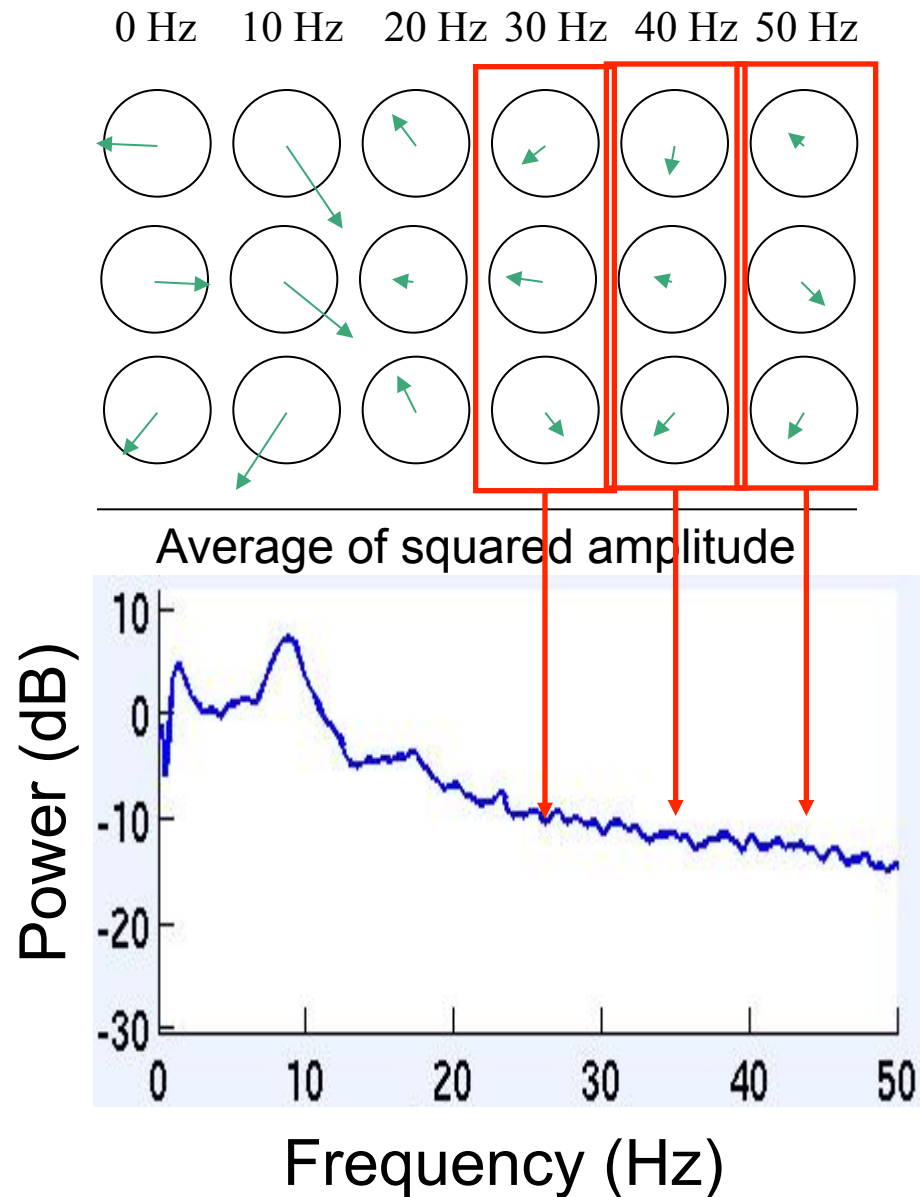 0 Hz 10 Hz 20 Hz 30 Hz 40 Hz 50 Hz
Average of squared amplitude
Power (dB)
10
0
-10
-20
-30
0 10 20 30 40 50
Frequency (Hz)